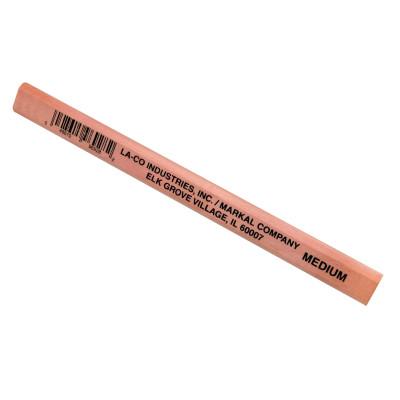 LA-CO INDUSTRIES, INC. / MARKAL COMPANY
ELK GROVE VILLAGE, IL 60007
MEDIUM